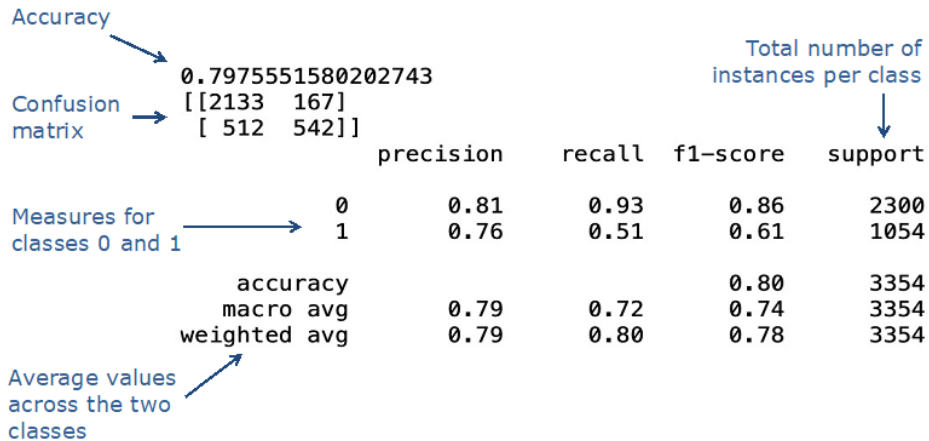 Accuracy
Total number of
instances per class
0.7975551580202743
Confusion
matrix
[[2133 167]
[ 512 542]]
precision recall f1-score support
Measures for
classes 0 and 1
0 0.81 0.93 0.86 2300
1 0.76 0.51 0.61 1054
accuracy 0.80 3354
macro avg 0.79 0.72 0.74 3354
weighted avg 0.79 0.80 0.78 3354
Average values
across the two
classes